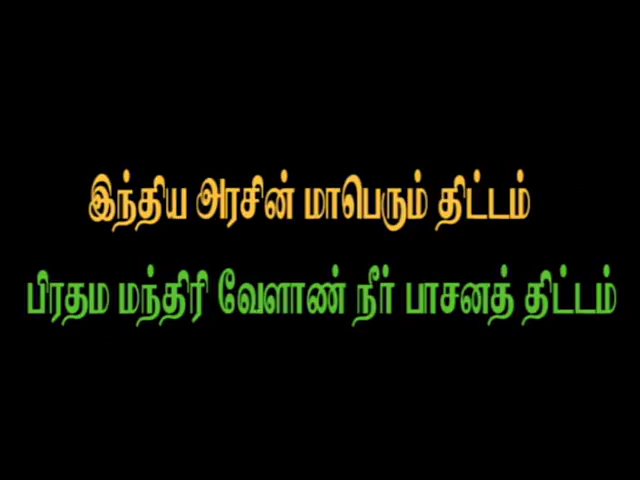 இந்திய அரசின் மாபெரும் திட்டம்
பிரதம மந்திரி வேளாண் நீர் பாசனத் திட்டம்